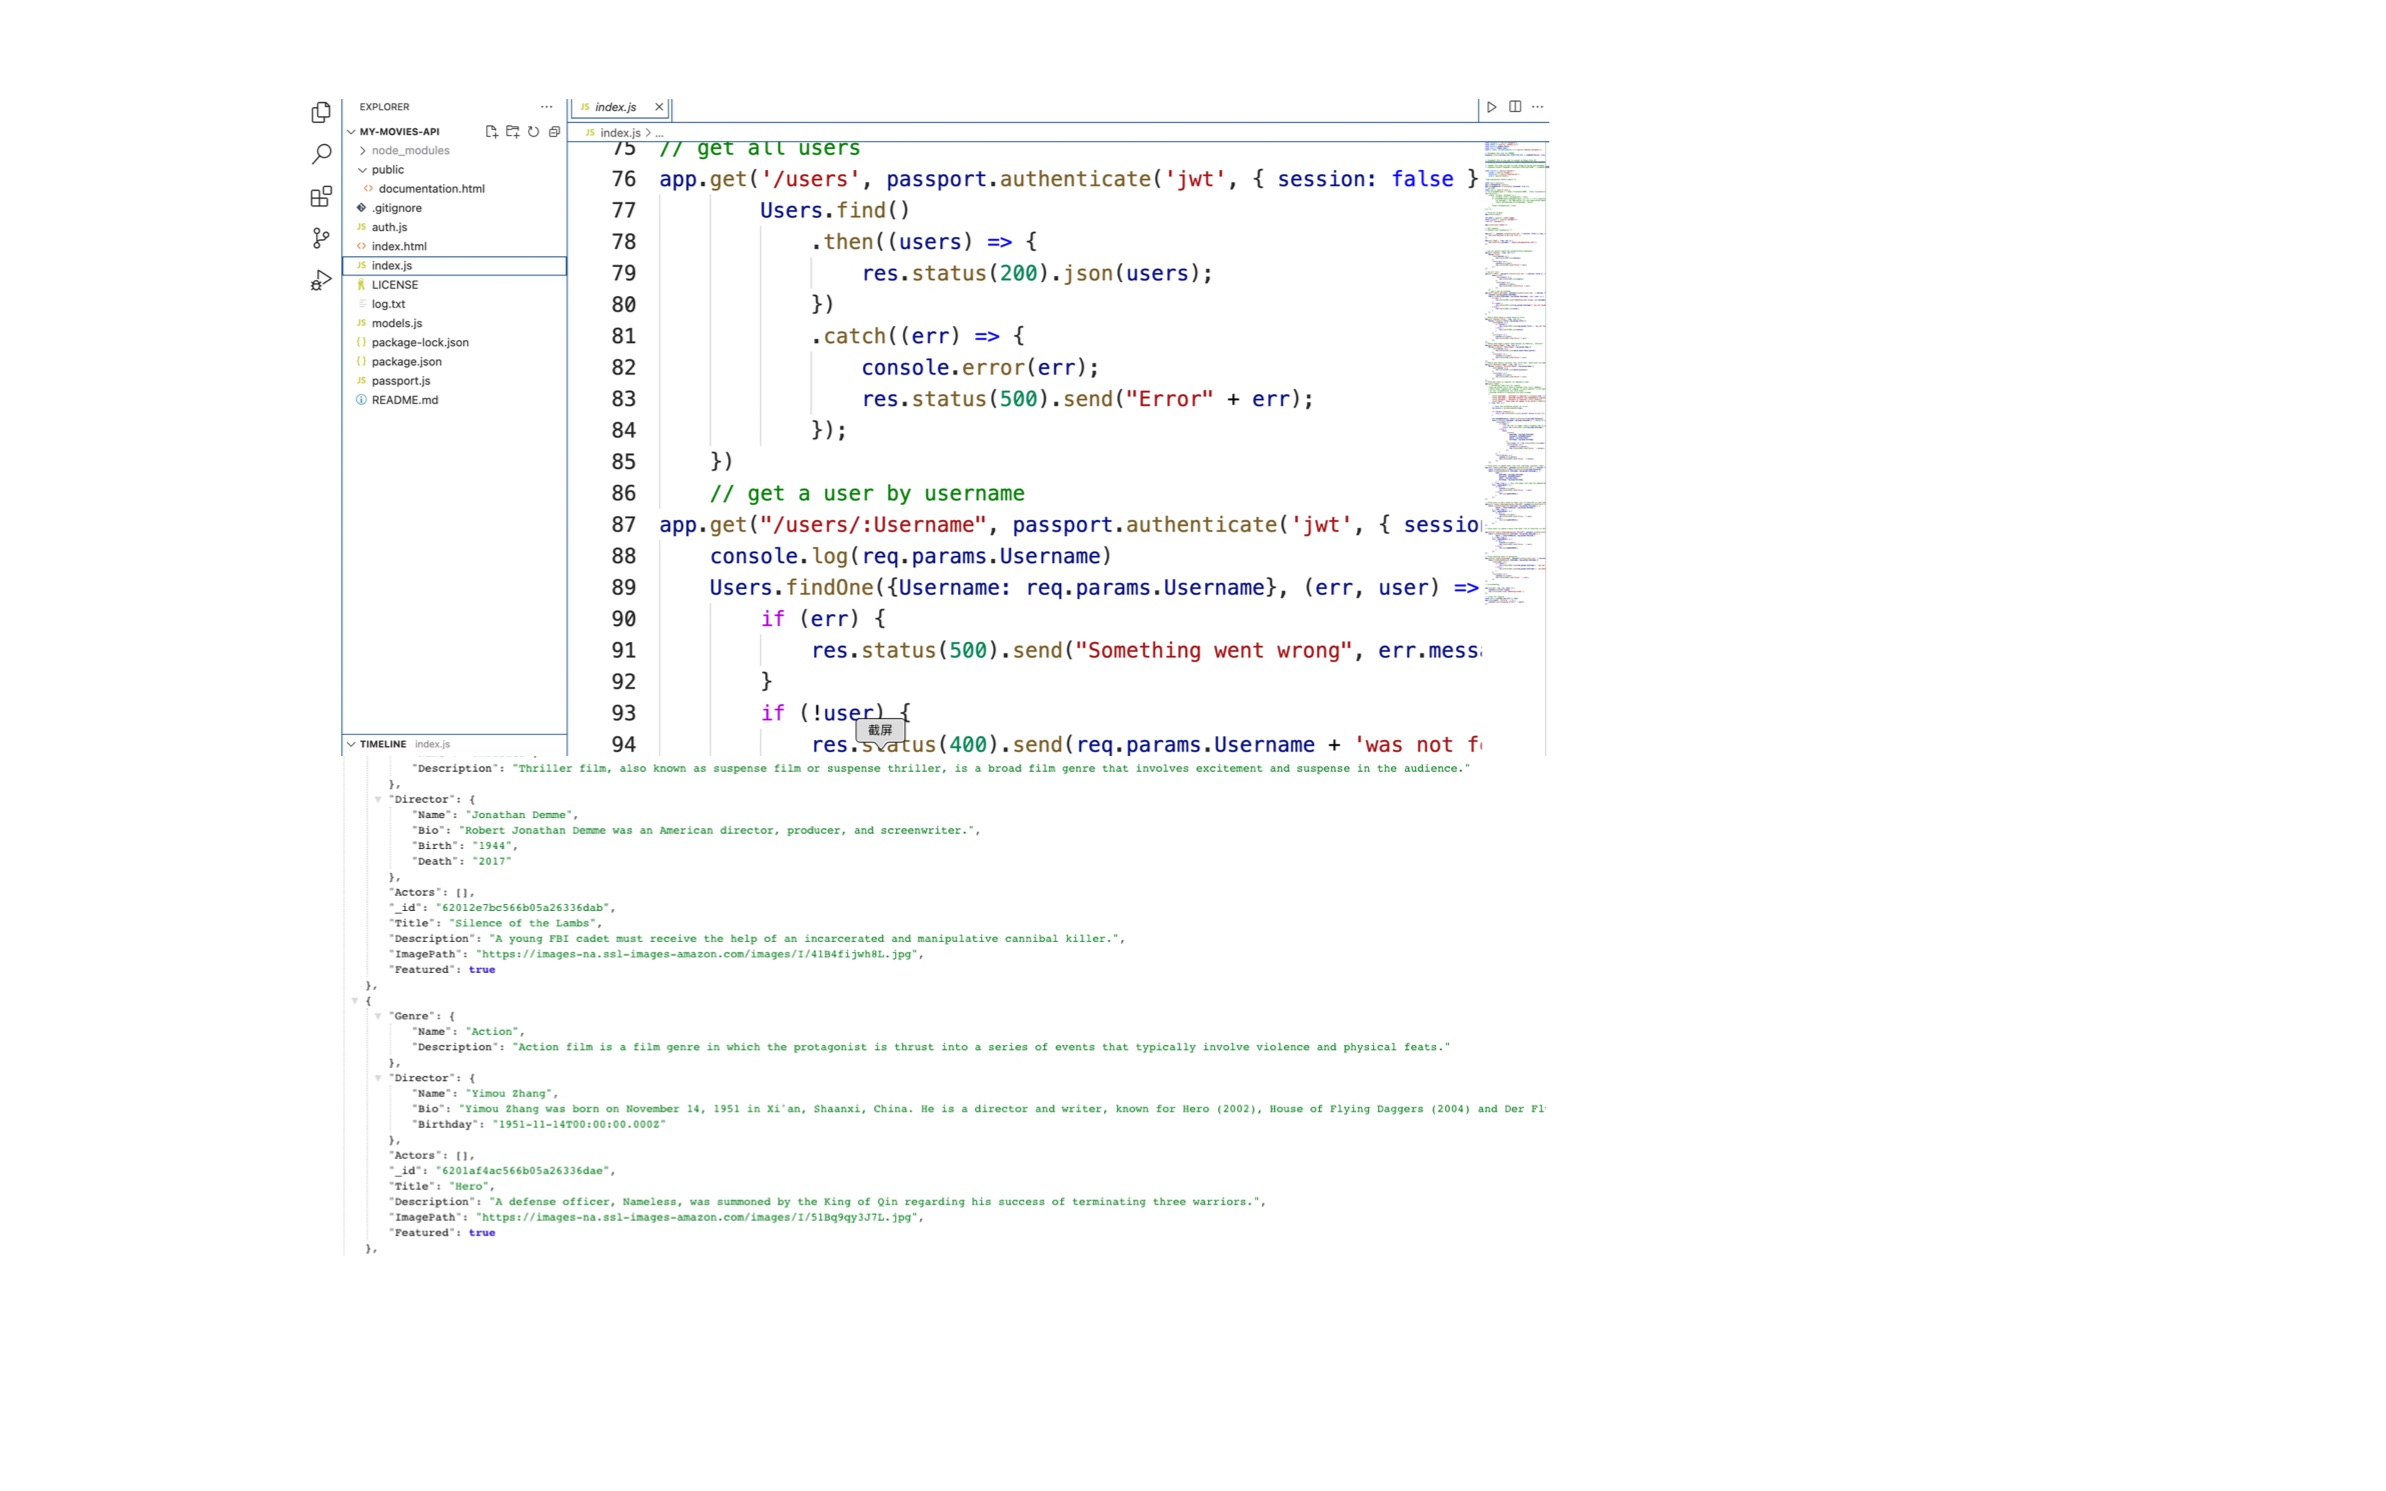 EXPLORER
MY-MOVIES-API
node_modules
public
documentation.html
.gitignore
auth.js
index.html
index.js
LICENSE
log.txt
models.js
package-lock.json
package.json
passport.js
README.md
TIMELINE index.js
JS index.js
JS index.js > ...
75 // get all users
76 app.get('/users', passport.authenticate('jwt', { session: false }
77 Users.find()
78 .then((users) => {
79 res.status(200).json(users);
80 })
81 .catch((err) => {
82 console.error(err);
83 res.status(500).send("Error" + err);
84 });
85 })
86 // get a user by username
87 app.get("/users/:Username", passport.authenticate('jwt', { sessio
88 console.log(req.params.Username)
89 Users.findOne({Username: req.params.Username}, (err, user) =>
90 if (err) {
91 res.status(500).send("Something went wrong", err.mess
92 }
93 if (!user) {
截屏
94 res.status(400).send(req.params.Username + 'was not f
"Description": "Thriller film, also known as suspense film or suspense thriller, is a broad film genre that involves excitement and suspense in the audience."
},
"Director": {
"Name": "Jonathan Demme",
"Bio": "Robert Jonathan Demme was an American director, producer, and screenwriter.",
"Birth": "1944",
"Death": "2017"
},
"Actors": [],
"_id": "62012e7bc566b05a26336dab",
"Title": "Silence of the Lambs",
"Description": "A young FBI cadet must receive the help of an incarcerated and manipulative cannibal killer.",
"ImagePath": "https://images-na.ssl-images-amazon.com/images/I/41B4fijwh8L.jpg",
"Featured": true
},
{
"Genre": {
"Name": "Action",
"Description": "Action film is a film genre in which the protagonist is thrust into a series of events that typically involve violence and physical feats."
},
"Director": {
"Name": "Yimou Zhang",
"Bio": "Yimou Zhang was born on November 14, 1951 in Xi'an, Shaanxi, China. He is a director and writer, known for Hero (2002), House of Flying Daggers (2004) and Der Fl
"Birthday": "1951-11-14T00:00:00.000Z"
},
"Actors": [],
"_id": "6201af4ac566b05a26336dae",
"Title": "Hero",
"Description": "A defense officer, Nameless, was summoned by the King of Qin regarding his success of terminating three warriors.",
"ImagePath": "https://images-na.ssl-images-amazon.com/images/I/51Bq9qy3J7L.jpg",
"Featured": true
},